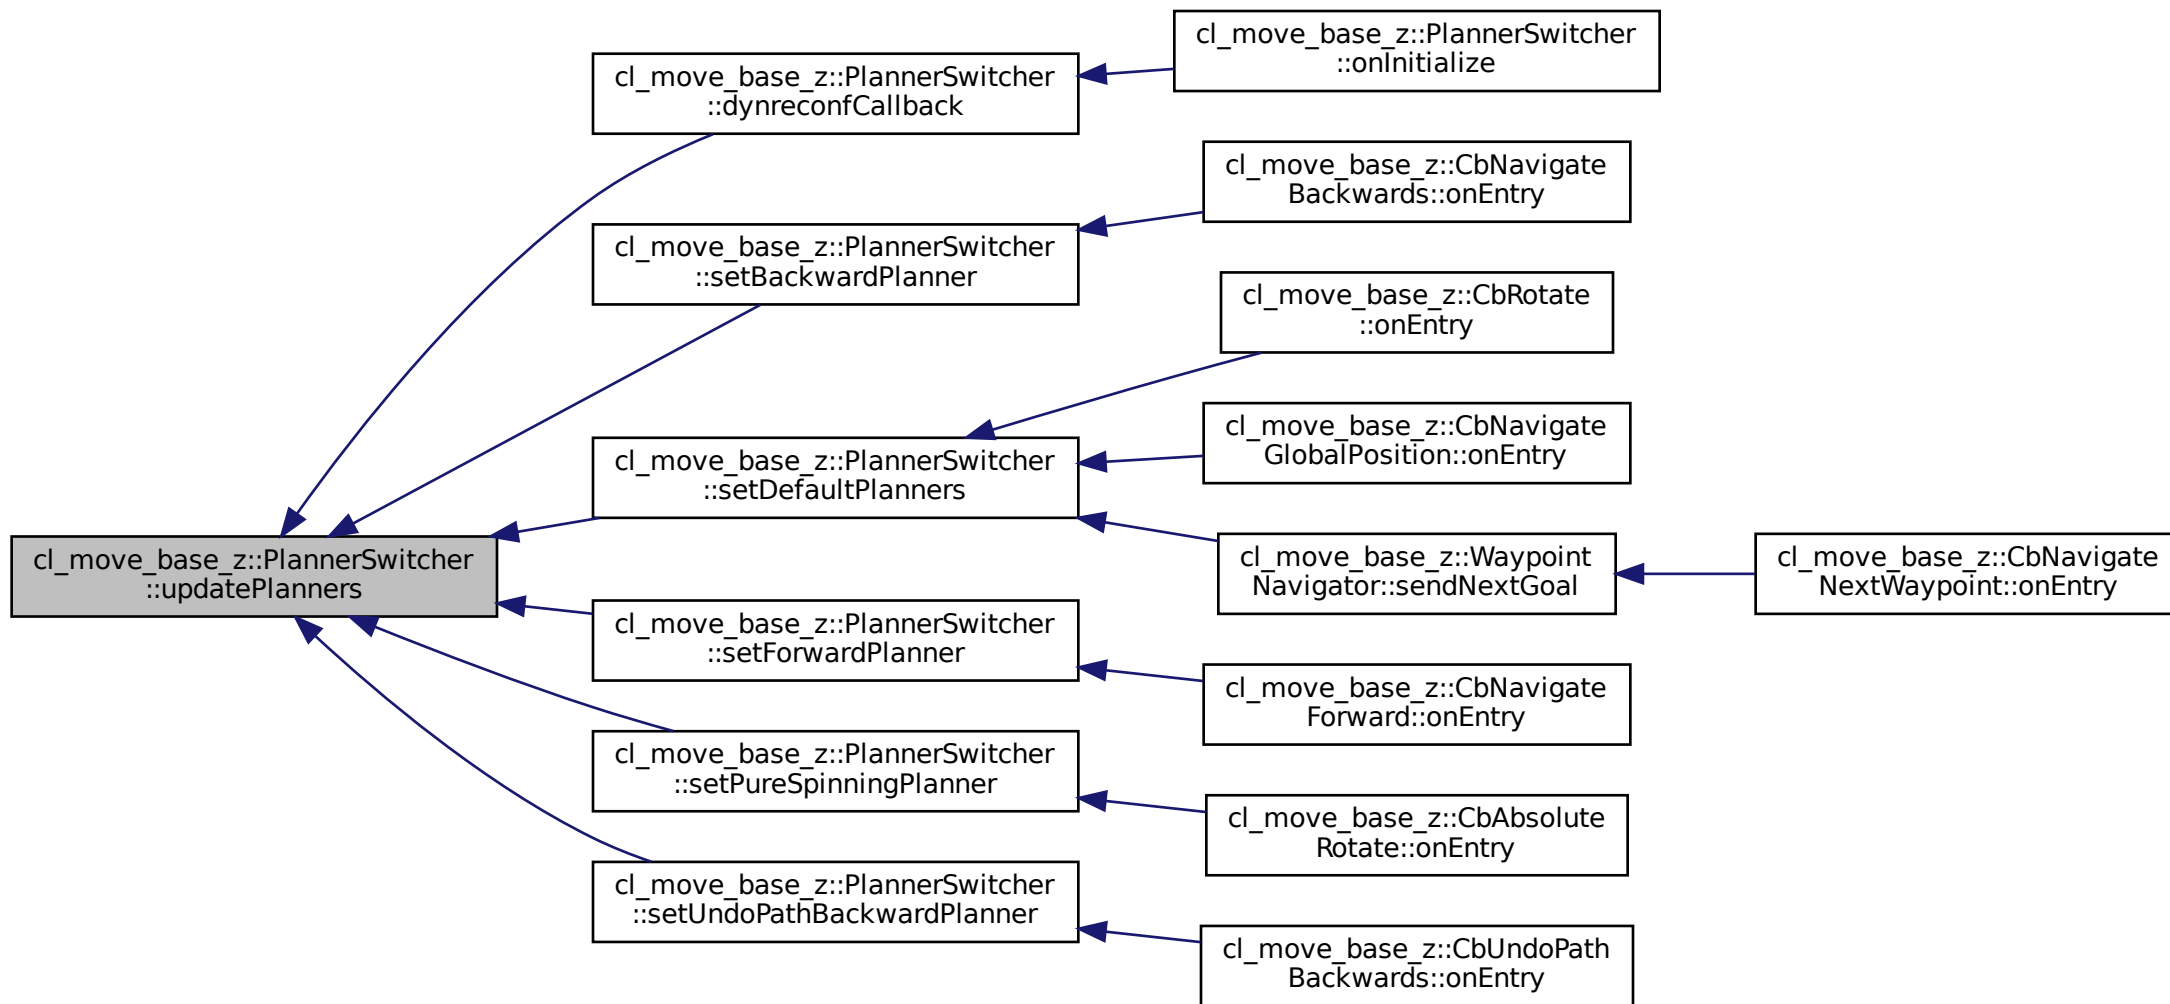 cl_move_base_z::PlannerSwitcher
::updatePlanners
cl_move_base_z::PlannerSwitcher
::dynreconfCallback
cl_move_base_z::PlannerSwitcher
::onInitialize
cl_move_base_z::PlannerSwitcher
::setBackwardPlanner
cl_move_base_z::CbNavigate
Backwards::onEntry
cl_move_base_z::PlannerSwitcher
::setDefaultPlanners
cl_move_base_z::CbRotate
::onEntry
cl_move_base_z::CbNavigate
GlobalPosition::onEntry
cl_move_base_z::Waypoint
Navigator::sendNextGoal
cl_move_base_z::CbNavigate
NextWaypoint::onEntry
cl_move_base_z::PlannerSwitcher
::setForwardPlanner
cl_move_base_z::CbNavigate
Forward::onEntry
cl_move_base_z::PlannerSwitcher
::setPureSpinningPlanner
cl_move_base_z::CbAbsolute
Rotate::onEntry
cl_move_base_z::PlannerSwitcher
::setUndoPathBackwardPlanner
cl_move_base_z::CbUndoPath
Backwards::onEntry